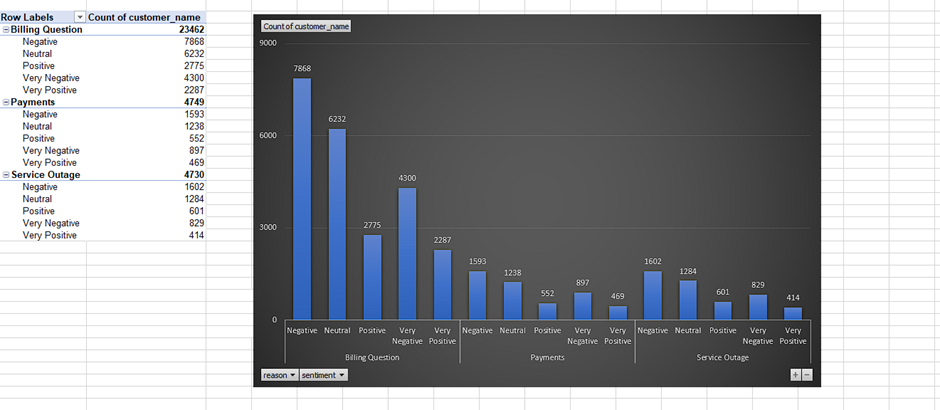 Row Labels Count of customer_name
Billing Question 23462
Negative 7868
Neutral 6232
Positive 2775
Very Negative 4300
Very Positive 2287
Payments 4749
Negative 1593
Neutral 1238
Positive 552
Very Negative 897
Very Positive 469
Service Outage 4730
Negative 1602
Neutral 1284
Positive 601
Very Negative 829
Very Positive 414
Count of customer_name
9000
6000
3000
0
7868
6232
2775
4300
2287
1593
1238
552
897
469
1602
1284
601
829
414
Negative Neutral Positive Very Negative Very Positive Negative Neutral Positive Very Negative Very Positive Negative Neutral Positive Very Negative Very Positive
Billing Question Payments Service Outage
reason sentiment + -